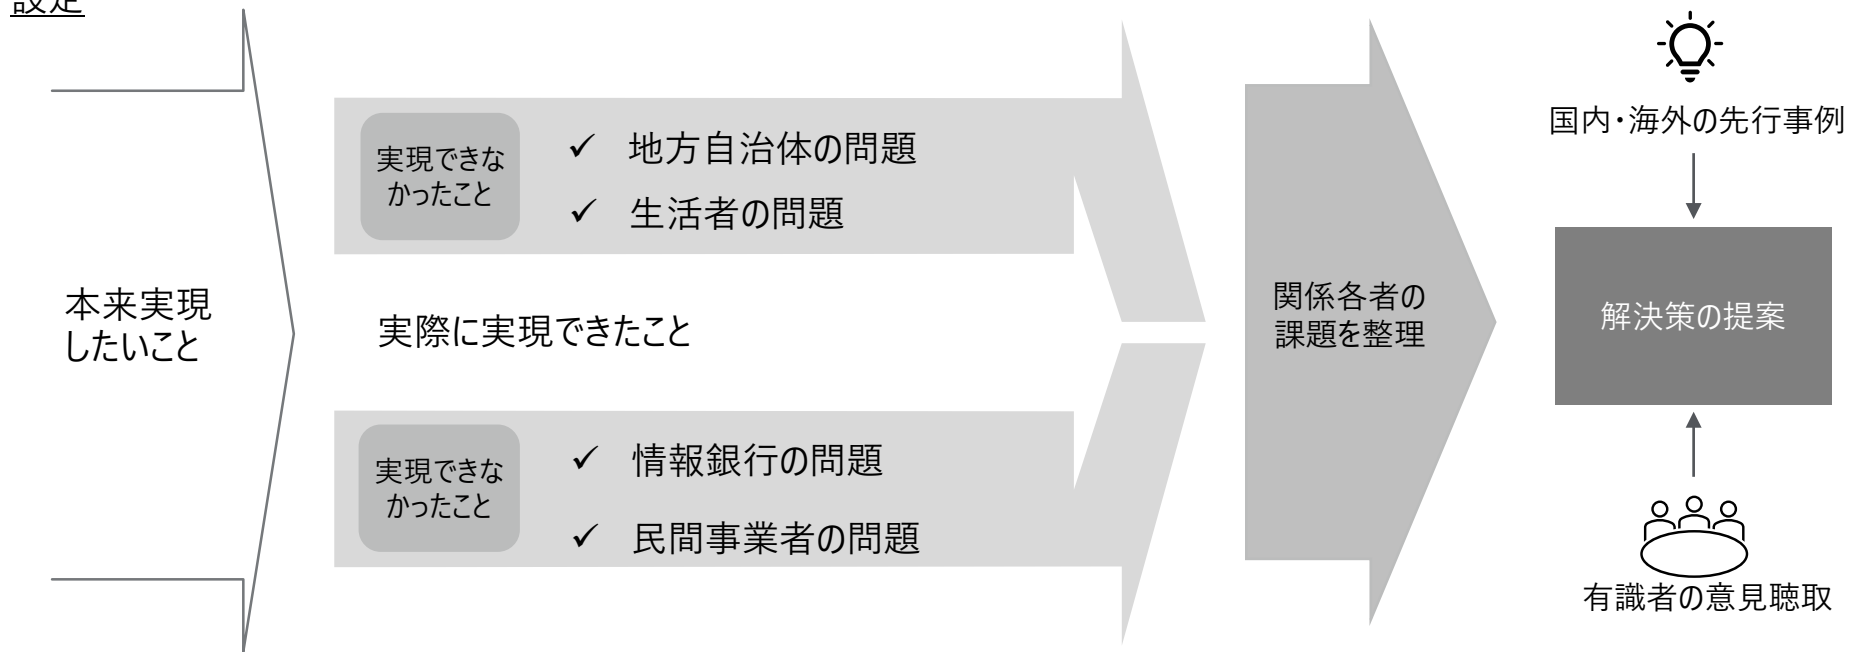 設定
本来実現
したいこと
実現できな
かったこと
✓ 地方自治体の問題
✓ 生活者の問題
実際に実現できたこと
実現できな
かったこと
✓ 情報銀行の問題
✓ 民間事業者の問題
関係各者の
課題を整理
国内・海外の先行事例
解決策の提案
有識者の意見聴取